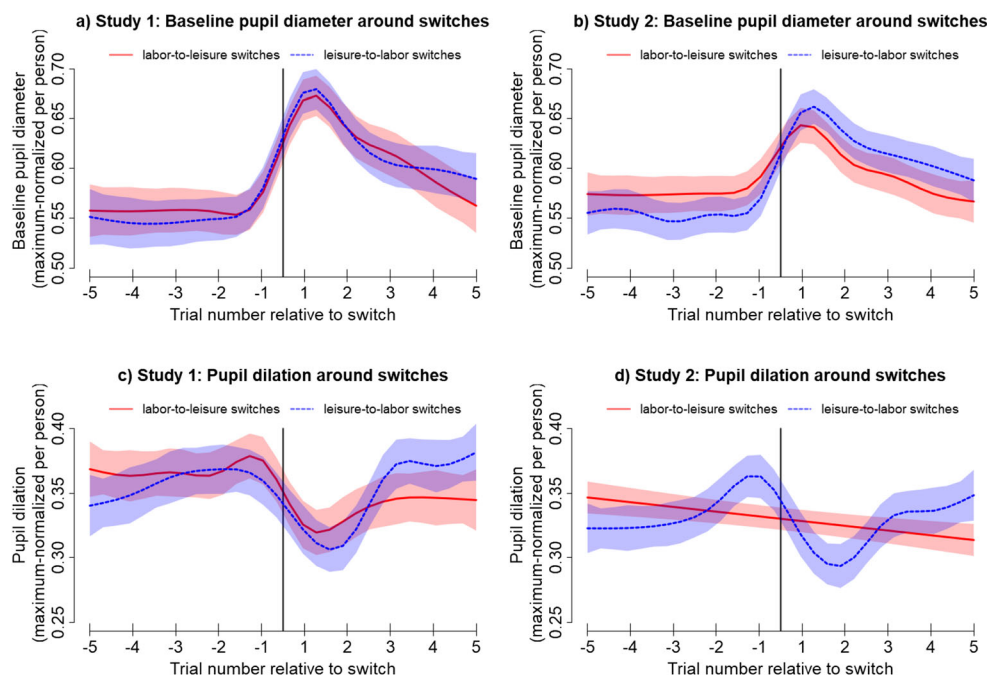 a) Study 1: Baseline pupil diameter around switches
labor-to-leisure switches leisure-to-labor switches
Baseline pupil diameter
(maximum-normalized per person)
0.70
0.65
0.60
0.55
0.50
-5 -4 -3 -2 -1 1 2 3 4 5
Trial number relative to switch
b) Study 2: Baseline pupil diameter around switches
labor-to-leisure switches leisure-to-labor switches
Baseline pupil diameter
(maximum-normalized per person)
0.70
0.65
0.60
0.55
0.50
-5 -4 -3 -2 -1 1 2 3 4 5
Trial number relative to switch
c) Study 1: Pupil dilation around switches
labor-to-leisure switches leisure-to-labor switches
Pupil dilation
(maximum-normalized per person)
0.40
0.35
0.30
0.25
-5 -4 -3 -2 -1 1 2 3 4 5
Trial number relative to switch
d) Study 2: Pupil dilation around switches
labor-to-leisure switches leisure-to-labor switches
Pupil dilation
(maximum-normalized per person)
0.40
0.35
0.30
0.25
-5 -4 -3 -2 -1 1 2 3 4 5
Trial number relative to switch